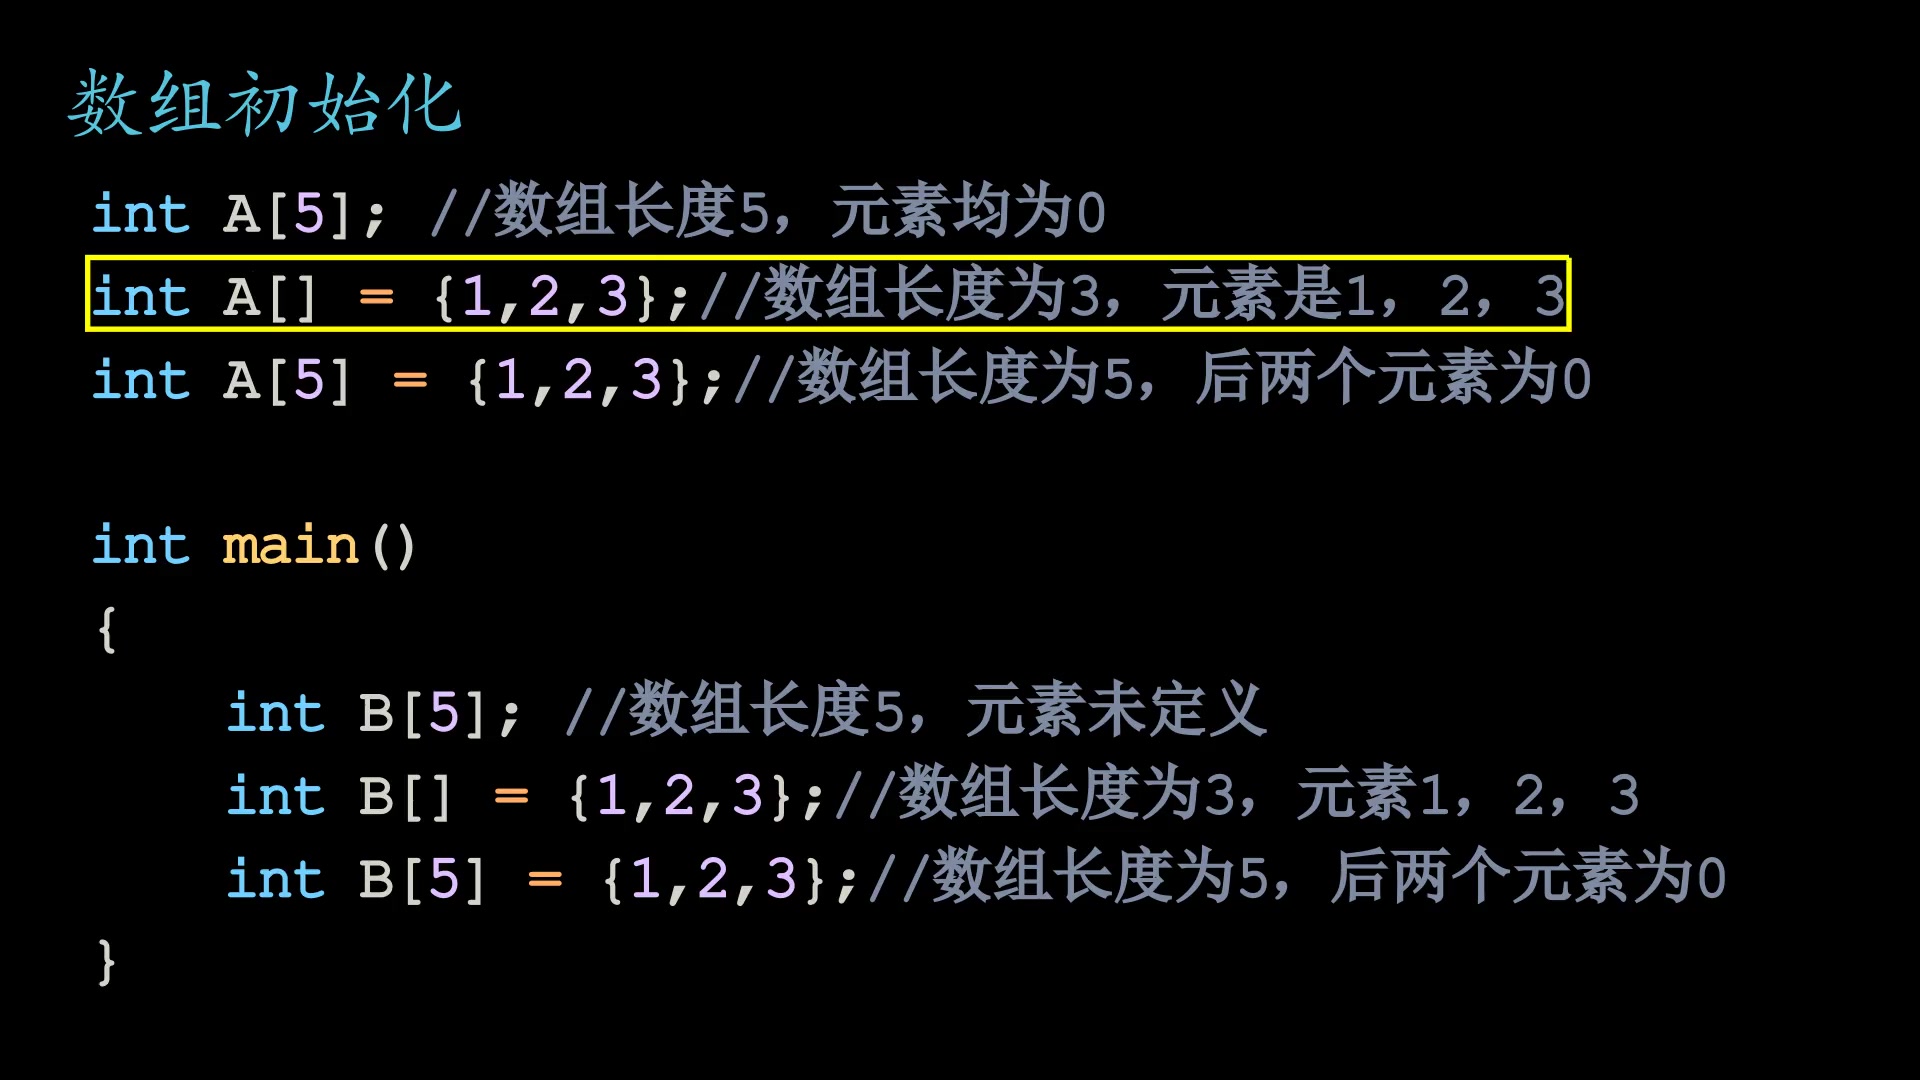 数组初始化
int A[5]; //数组长度5，元素均为0
int A[] = {1,2,3};//数组长度为3，元素是1，2，3
int A[5] = {1,2,3};//数组长度为5，后两个元素为0
int main()
{
int B[5]; //数组长度5，元素未定义
int B[] = {1,2,3};//数组长度为3，元素1，2，3
int B[5] = {1,2,3};//数组长度为5，后两个元素为0
}